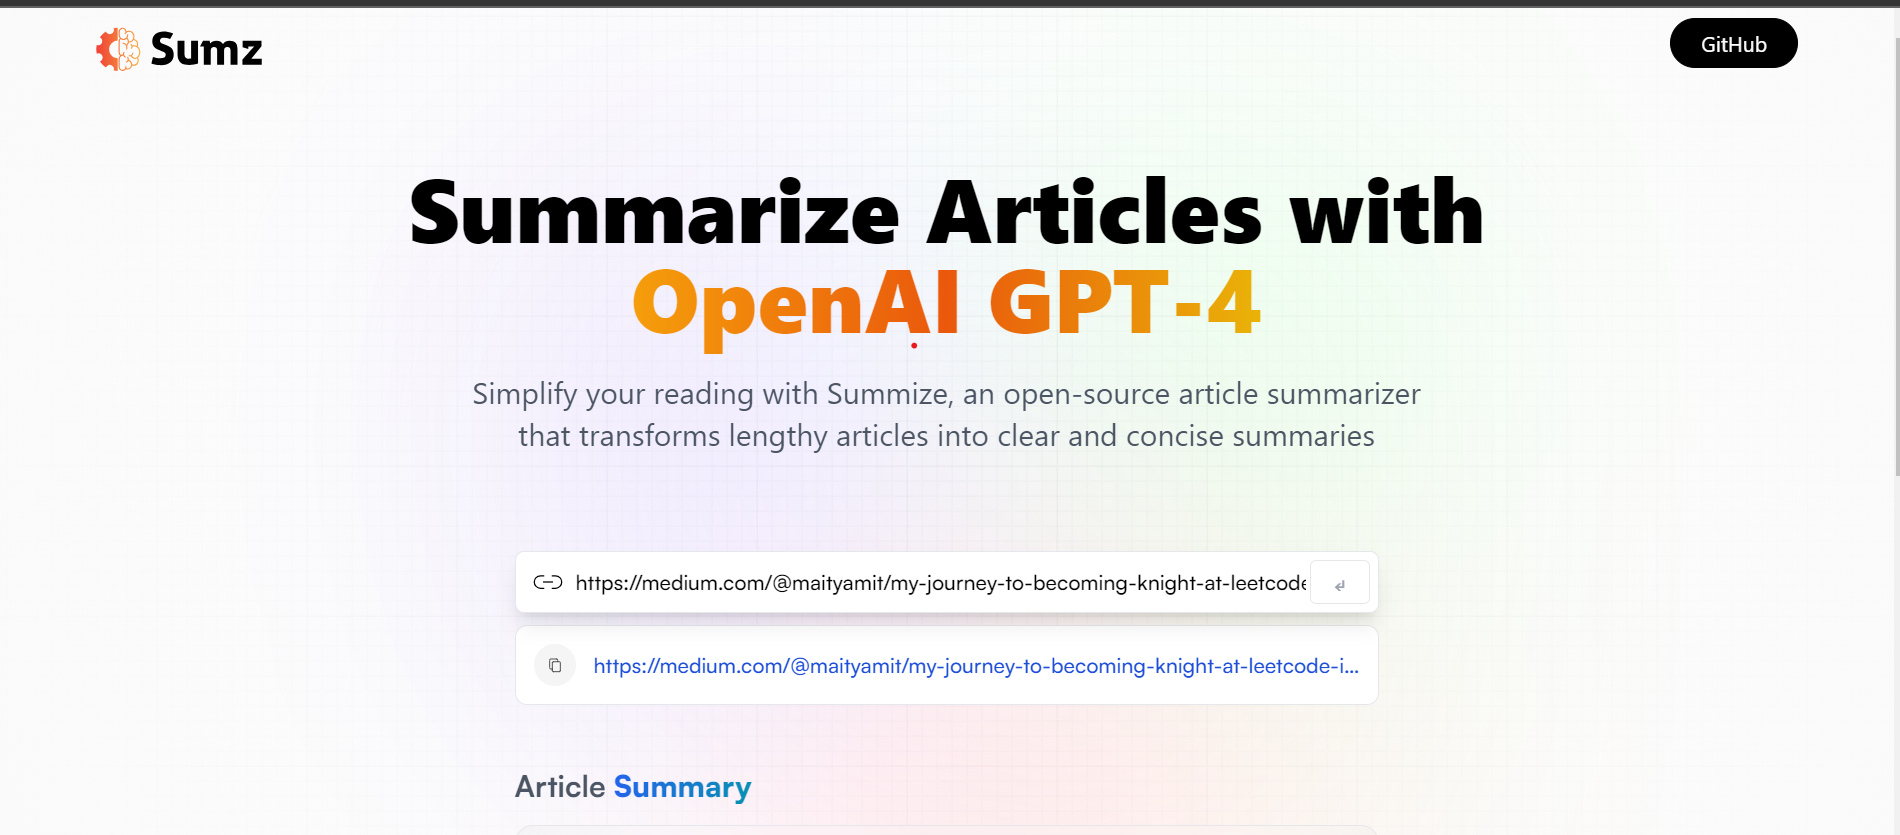 Sumz
GitHub
Summarize Articles with
OpenAI GPT-4
Simplify your reading with Summize, an open-source article summarizer
that transforms lengthy articles into clear and concise summaries
https://medium.com/@maityamit/my-journey-to-becoming-knight-at-leetcode
https://medium.com/@maityamit/my-journey-to-becoming-knight-at-leetcode-i...
Article Summary